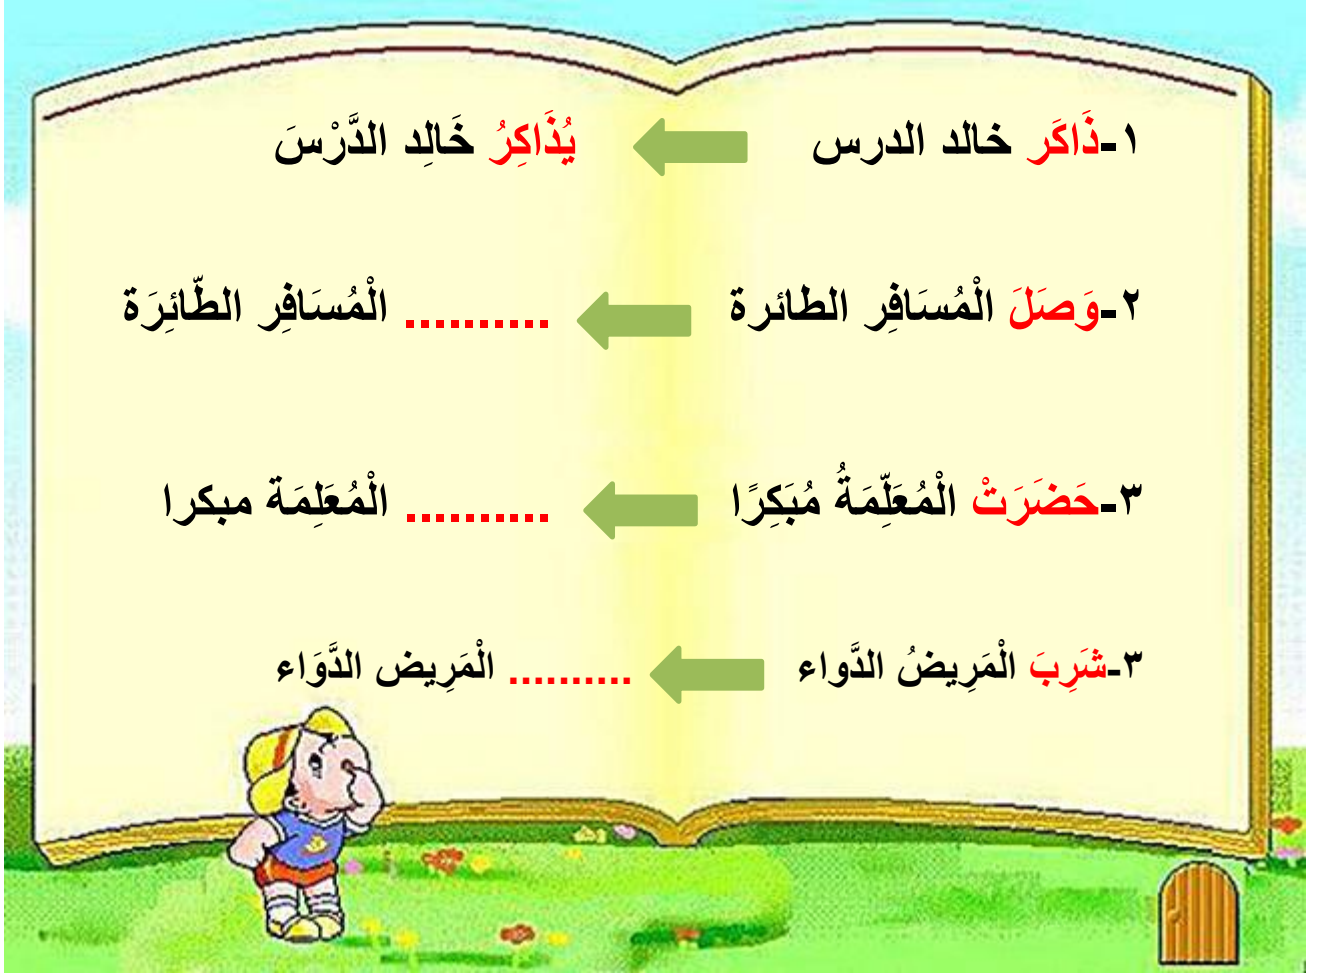 ١-ذَاكَر خالد الدرس يُذَاكِرُ خَالِد الدَّرْسَ
٢-وَصَلَ الْمُسَافِر الطائرة .......... الْمُسَافِر الطّائِرَة
٣-حَضَرَتْ الْمُعَلِّمَةُ مُبَكِرًا .......... الْمُعَلِمَة مبكرا
٣-شَرِبَ الْمَرِيضُ الدَّواء .......... الْمَرِيض الدَّوَاء